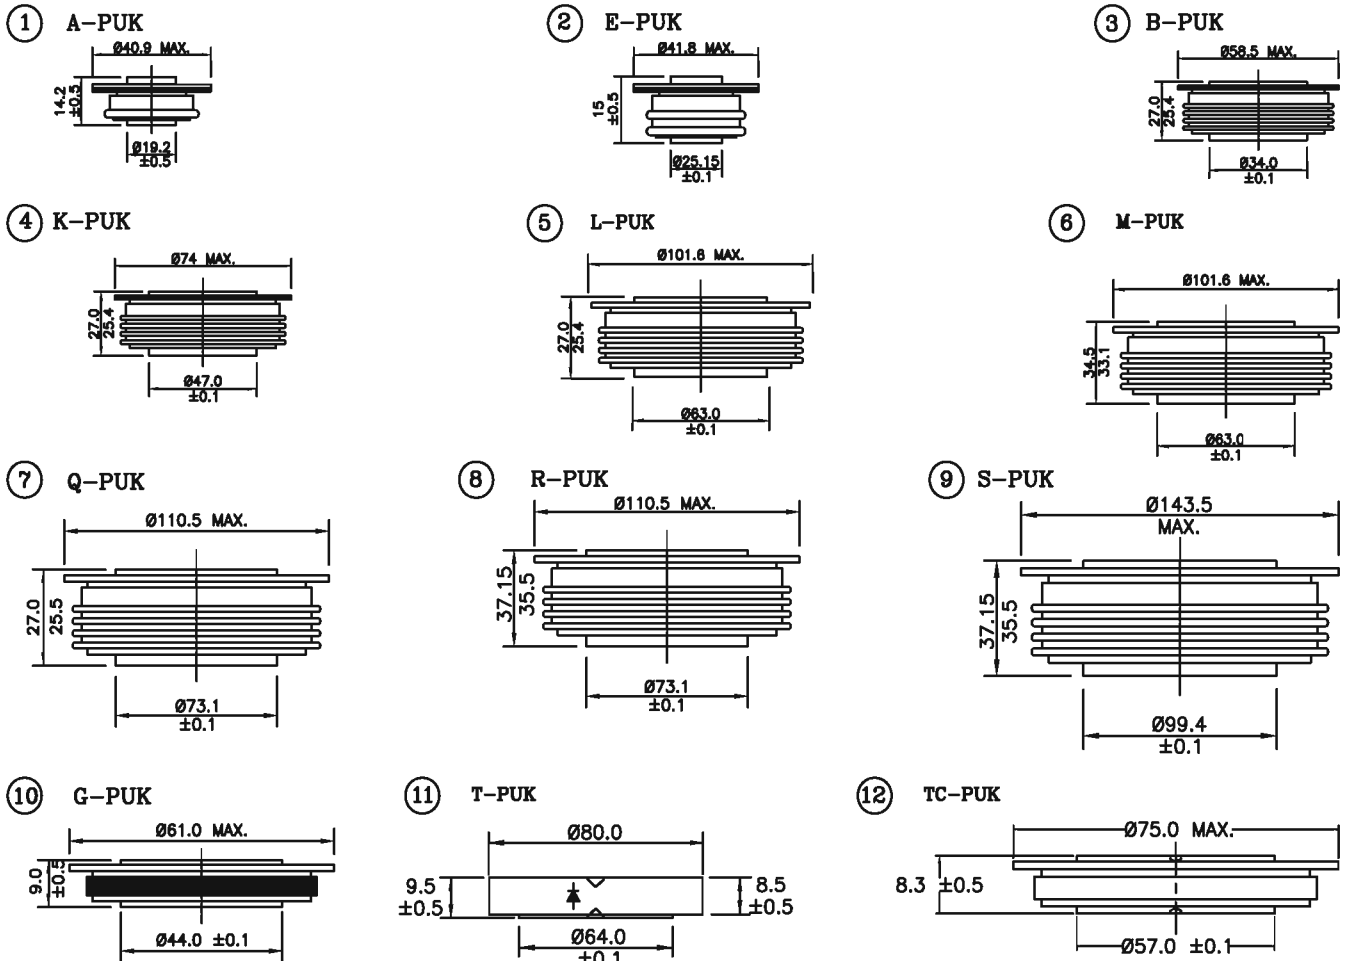 1 A-PUK
Ø40.9 MAX.
14.2
±0.5
Ø19.2
±0.5
2 E-PUK
Ø41.8 MAX.
15
±0.5
Ø25.15
±0.1
3 B-PUK
Ø58.5 MAX.
27.0
25.4
Ø34.0
±0.1
4 K-PUK
Ø74 MAX.
27.0
25.4
Ø47.0
±0.1
5 L-PUK
Ø101.6 MAX.
27.0
25.4
Ø63.0
±0.1
6 M-PUK
Ø101.6 MAX.
34.5
33.1
Ø63.0
±0.1
7 Q-PUK
Ø110.5 MAX.
27.0
25.5
Ø73.1
±0.1
8 R-PUK
Ø110.5 MAX.
37.15
35.5
Ø73.1
±0.1
9 S-PUK
Ø143.5
MAX.
37.15
35.5
Ø99.4
±0.1
10 G-PUK
Ø61.0 MAX.
9.0
±0.5
Ø44.0 ±0.1
11 T-PUK
Ø80.0
9.5
±0.5
8.5
±0.5
Ø64.0
±0.1
12 TC-PUK
Ø75.0 MAX.
8.3 ±0.5
Ø57.0 ±0.1